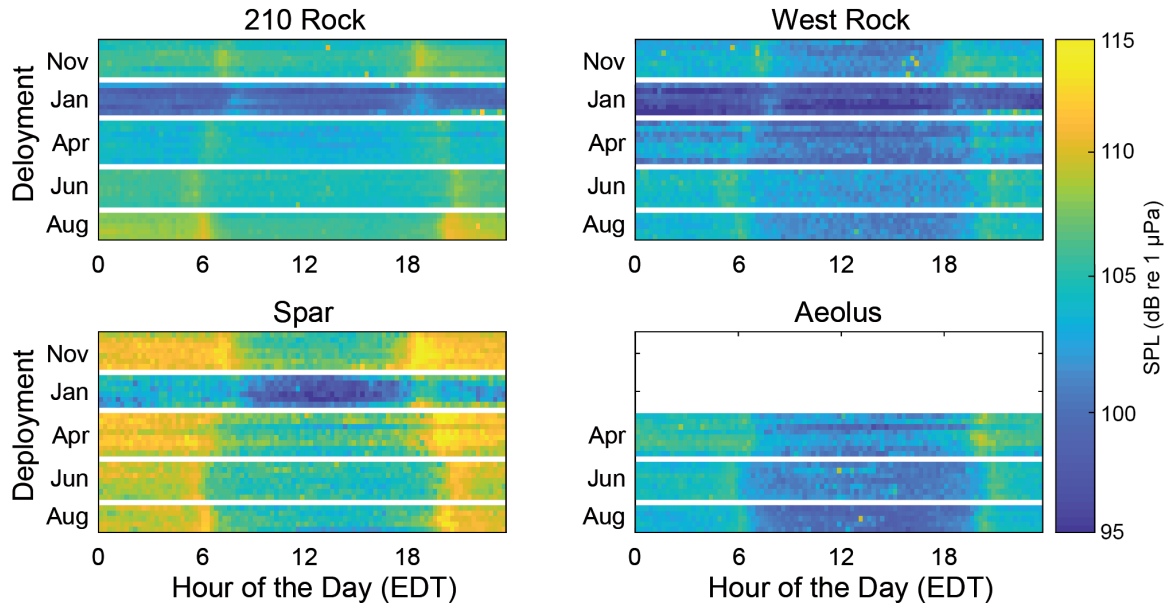 210 Rock
West Rock
Deloyment
Nov
Jan
Apr
Jun
Aug
0
6
12
18
Nov
Jan
Apr
Jun
Aug
0
6
12
18
115
110
105
100
95
SPL (dB re 1 µPa)
Spar
Aeolus
Deployment
Nov
Jan
Apr
Jun
Aug
0
6
12
18
Hour of the Day (EDT)
Apr
Jun
Aug
0
6
12
18
Hour of the Day (EDT)